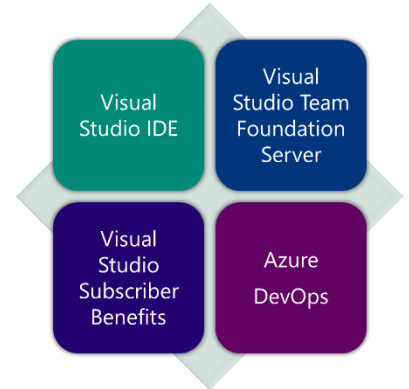 Visual
Studio IDE
Visual
Studio Team
Foundation
Server
Visual
Studio
Subscriber
Benefits
Azure
DevOps